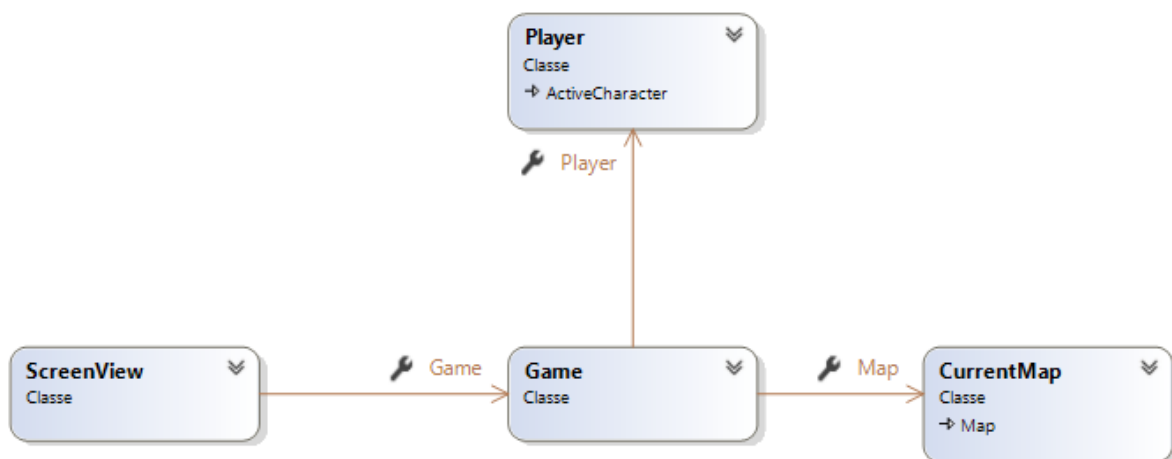 Player
Classe
ActiveCharacter
Player
ScreenView
Classe
Game
Game
Classe
Map
CurrentMap
Classe
Map